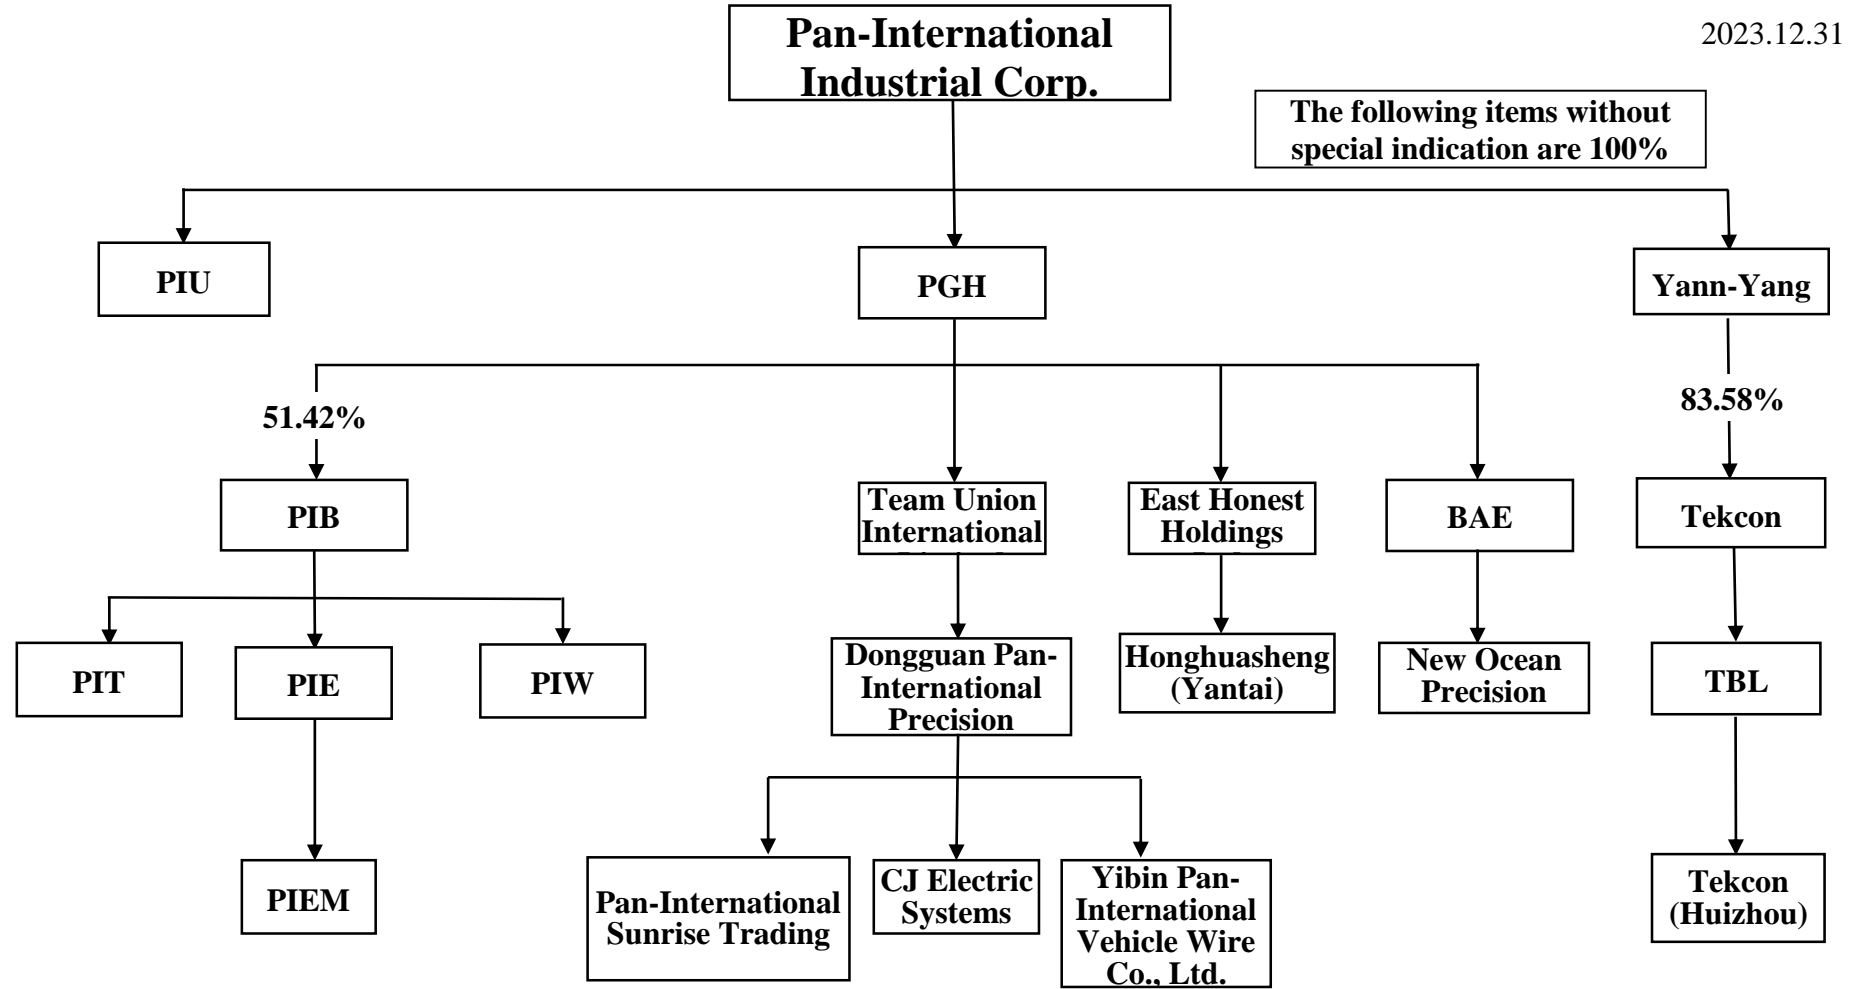 Pan-International
Industrial Corp.
2023.12.31
The following items without
special indication are 100%
PIU
PGH
Yann-Yang
51.42%
83.58%
PIB
Team Union
International
East Honest
Holdings
BAE
Tekcon
PIT
PIE
PIW
Dongguan Pan-
International
Precision
Honghuasheng
(Yantai)
New Ocean
Precision
TBL
PIEM
Pan-International
Sunrise Trading
CJ Electric
Systems
Yibin Pan-
International
Vehicle Wire
Co., Ltd.
Tekcon
(Huizhou)